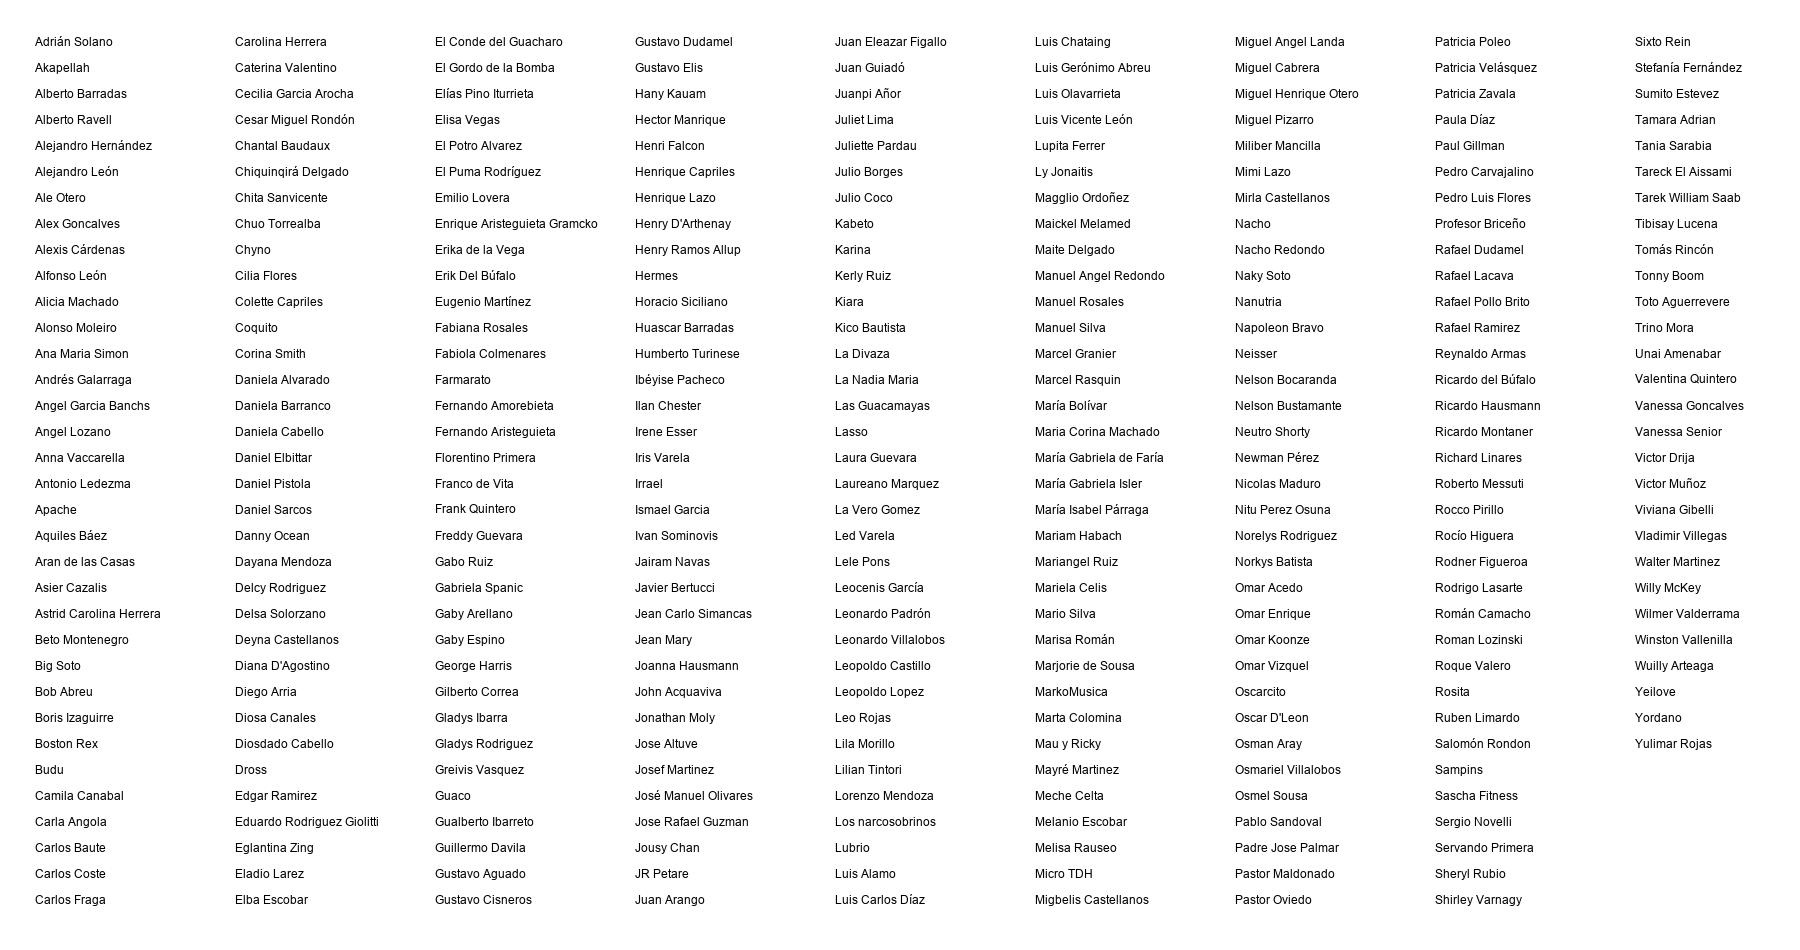 Adrián Solano
Akapellah
Alberto Barradas
Alberto Ravell
Alejandro Hernández
Alejandro León
Ale Otero
Alex Goncalves
Alexis Cárdenas
Alfonso León
Alicia Machado
Alonso Moleiro
Ana Maria Simon
Andrés Galarraga
Angel Garcia Banchs
Angel Lozano
Anna Vaccarella
Antonio Ledezma
Apache
Aquiles Báez
Aran de las Casas
Asier Cazalis
Astrid Carolina Herrera
Beto Montenegro
Big Soto
Bob Abreu
Boris Izaguirre
Boston Rex
Budu
Camila Canabal
Carla Angola
Carlos Baute
Carlos Coste
Carlos Fraga
Carolina Herrera
Caterina Valentino
Cecilia Garcia Arocha
Cesar Miguel Rondón
Chantal Baudaux
Chiquinqirá Delgado
Chita Sanvicente
Chuo Torrealba
Chyno
Cilia Flores
Colette Capriles
Coquito
Corina Smith
Daniela Alvarado
Daniela Barranco
Daniela Cabello
Daniel Elbittar
Daniel Pistola
Daniel Sarcos
Danny Ocean
Dayana Mendoza
Delcy Rodriguez
Delsa Solorzano
Deyna Castellanos
Diana D'Agostino
Diego Arria
Diosa Canales
Diosdado Cabello
Dross
Edgar Ramirez
Eduardo Rodriguez Giolitti
Eglantina Zing
Eladio Larez
Elba Escobar
El Conde del Guacharo
El Gordo de la Bomba
Elías Pino Iturrieta
Elisa Vegas
El Potro Alvarez
El Puma Rodríguez
Emilio Lovera
Enrique Aristeguieta Gramcko
Erika de la Vega
Erik Del Búfalo
Eugenio Martínez
Fabiana Rosales
Fabiola Colmenares
Farmarato
Fernando Amorebieta
Fernando Aristeguieta
Florentino Primera
Franco de Vita
Frank Quintero
Freddy Guevara
Gabo Ruiz
Gabriela Spanic
Gaby Arellano
Gaby Espino
George Harris
Gilberto Correa
Gladys Ibarra
Gladys Rodriguez
Greivis Vasquez
Guaco
Gualberto Ibarreto
Guillermo Davila
Gustavo Aguado
Gustavo Cisneros
Gustavo Dudamel
Gustavo Elis
Hany Kauam
Hector Manrique
Henri Falcon
Henrique Capriles
Henrique Lazo
Henry D'Arthenay
Henry Ramos Allup
Hermes
Horacio Siciliano
Huascar Barradas
Humberto Turinese
Ibéyise Pacheco
Ilan Chester
Irene Esser
Iris Varela
Irrael
Ismael Garcia
Ivan Sominovis
Jairam Navas
Javier Bertucci
Jean Carlo Simancas
Jean Mary
Joanna Hausmann
John Acquaviva
Jonathan Moly
Jose Altuve
Josef Martinez
José Manuel Olivares
Jose Rafael Guzman
Jousy Chan
JR Petare
Juan Arango
Juan Eleazar Figallo
Juan Guiadó
Juanpi Añor
Juliet Lima
Juliette Pardau
Julio Borges
Julio Coco
Kabeto
Karina
Kerly Ruiz
Kiara
Kico Bautista
La Divaza
La Nadia Maria
Las Guacamayas
Lasso
Laura Guevara
Laureano Marquez
La Vero Gomez
Led Varela
Lele Pons
Leocenis García
Leonardo Padrón
Leonardo Villalobos
Leopoldo Castillo
Leopoldo Lopez
Leo Rojas
Lila Morillo
Lilian Tintori
Lorenzo Mendoza
Los narcosobrinos
Lubrio
Luis Alamo
Luis Carlos Díaz
Luis Chataing
Luis Gerónimo Abreu
Luis Olavarrieta
Luis Vicente León
Lupita Ferrer
Ly Jonaitis
Magglio Ordoñez
Maickel Melamed
Maite Delgado
Manuel Angel Redondo
Manuel Rosales
Manuel Silva
Marcel Granier
Marcel Rasquin
María Bolívar
Maria Corina Machado
María Gabriela de Faría
María Gabriela Isler
María Isabel Párraga
Mariam Habach
Mariangel Ruiz
Mariela Celis
Mario Silva
Marisa Román
Marjorie de Sousa
MarkoMusica
Marta Colomina
Mau y Ricky
Mayré Martinez
Meche Celta
Melanio Escobar
Melisa Rauseo
Micro TDH
Migbelis Castellanos
Miguel Angel Landa
Miguel Cabrera
Miguel Henrique Otero
Miguel Pizarro
Miliber Mancilla
Mimi Lazo
Mirla Castellanos
Nacho
Nacho Redondo
Naky Soto
Nanutria
Napoleon Bravo
Neisser
Nelson Bocaranda
Nelson Bustamante
Neutro Shorty
Newman Pérez
Nicolas Maduro
Nitu Perez Osuna
Norelys Rodriguez
Norkys Batista
Omar Acedo
Omar Enrique
Omar Koonze
Omar Vizquel
Oscarcito
Oscar D'Leon
Osman Aray
Osmariel Villalobos
Osmel Sousa
Pablo Sandoval
Padre Jose Palmar
Pastor Maldonado
Pastor Oviedo
Patricia Poleo
Patricia Velásquez
Patricia Zavala
Paula Díaz
Paul Gillman
Pedro Carvajalino
Pedro Luis Flores
Profesor Briceño
Rafael Dudamel
Rafael Lacava
Rafael Pollo Brito
Rafael Ramirez
Reynaldo Armas
Ricardo del Búfalo
Ricardo Hausmann
Ricardo Montaner
Richard Linares
Roberto Messuti
Rocco Pirillo
Rocío Higuera
Rodner Figueroa
Rodrigo Lasarte
Román Camacho
Roman Lozinski
Roque Valero
Rosita
Ruben Limardo
Salomón Rondon
Sampins
Sascha Fitness
Sergio Novelli
Servando Primera
Sheryl Rubio
Shirley Varnagy
Sixto Rein
Stefanía Fernández
Sumito Estevez
Tamara Adrian
Tania Sarabia
Tareck El Aissami
Tarek William Saab
Tibisay Lucena
Tomás Rincón
Tonny Boom
Toto Aguerrevere
Trino Mora
Unai Amenabar
Valentina Quintero
Vanessa Goncalves
Vanessa Senior
Victor Drija
Victor Muñoz
Viviana Gibelli
Vladimir Villegas
Walter Martinez
Willy McKey
Wilmer Valderrama
Winston Vallenilla
Wuilly Arteaga
Yeilove
Yordano
Yulimar Rojas